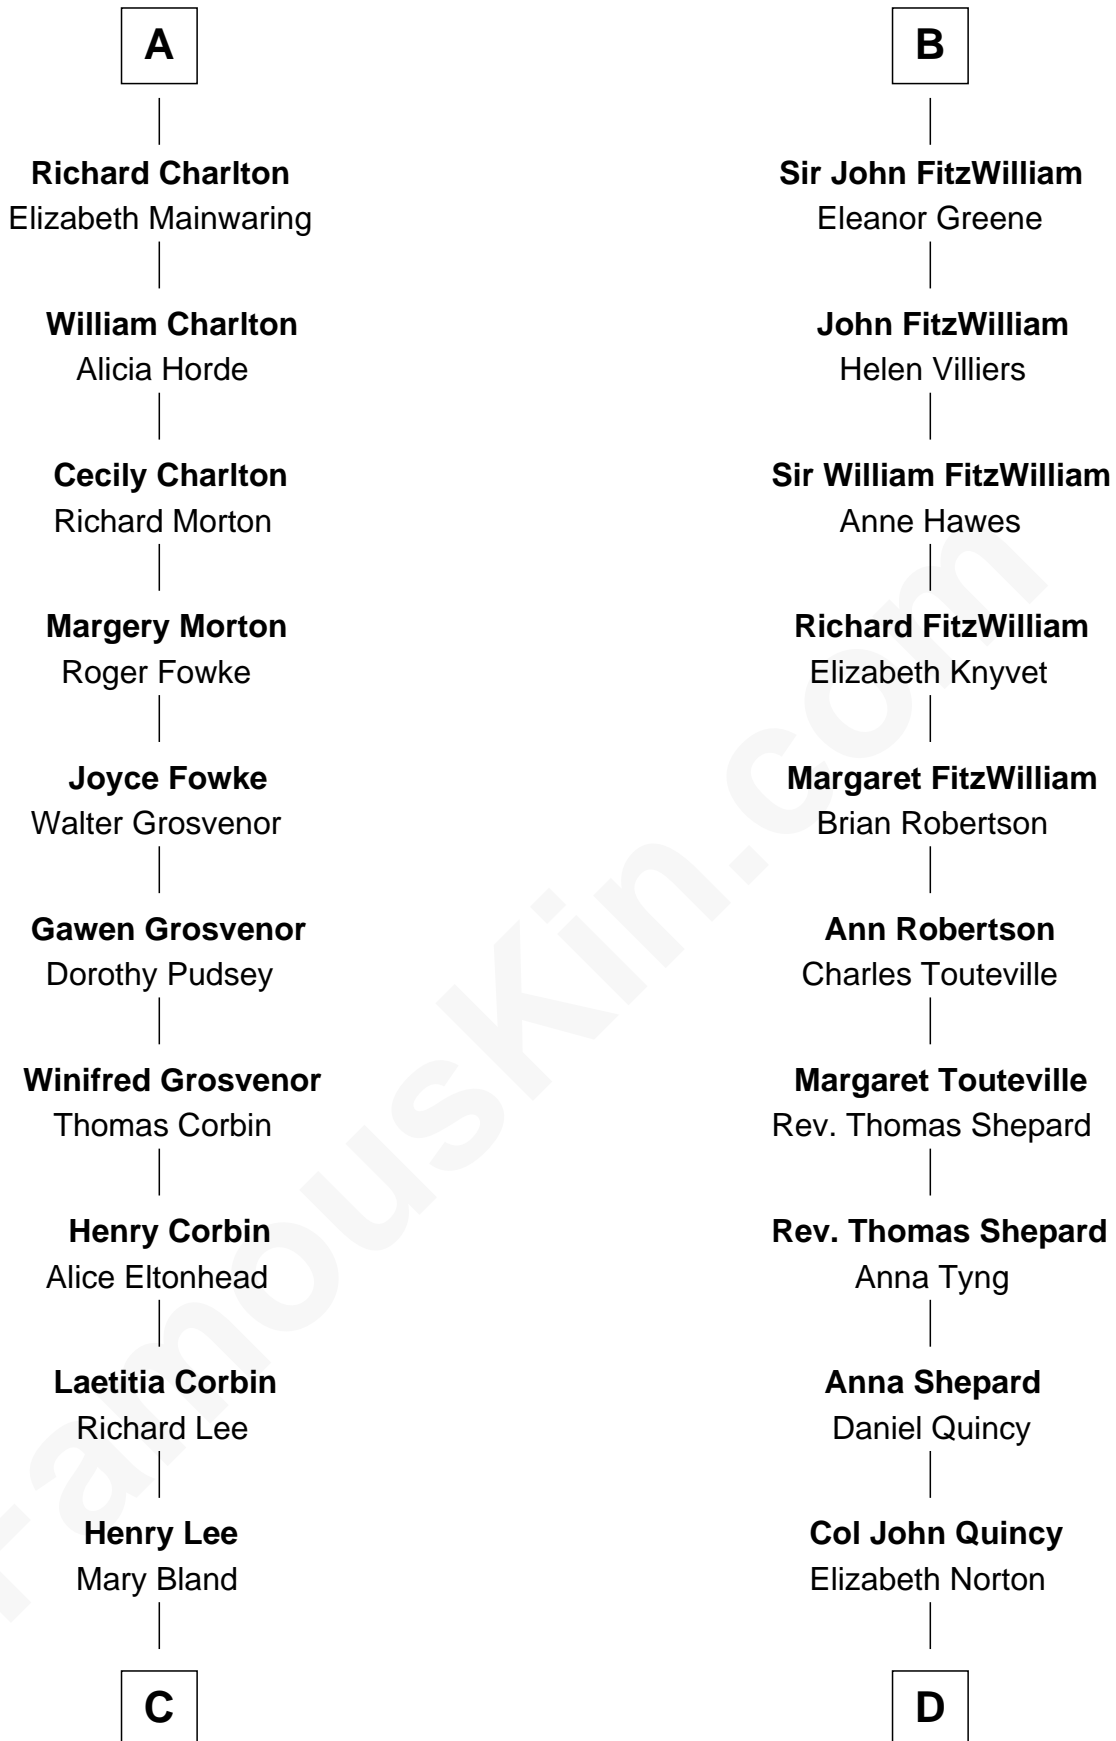 A
Richard Charlton
Elizabeth Mainwaring
William Charlton
Alicia Horde
Cecily Charlton
Richard Morton
Margery Morton
Roger Fowke
Joyce Fowke
Walter Grosvenor
Gawen Grosvenor
Dorothy Pudsey
Winifred Grosvenor
Thomas Corbin
Henry Corbin
Alice Eltonhead
Laetitia Corbin
Richard Lee
Henry Lee
Mary Bland
C
B
Sir John FitzWilliam
Eleanor Greene
John FitzWilliam
Helen Villiers
Sir William FitzWilliam
Anne Hawes
Richard FitzWilliam
Elizabeth Knyvet
Margaret FitzWilliam
Brian Robertson
Ann Robertson
Charles Touteville
Margaret Touteville
Rev. Thomas Shepard
Rev. Thomas Shepard
Anna Tyng
Anna Shepard
Daniel Quincy
Col John Quincy
Elizabeth Norton
D
FamousKin.com